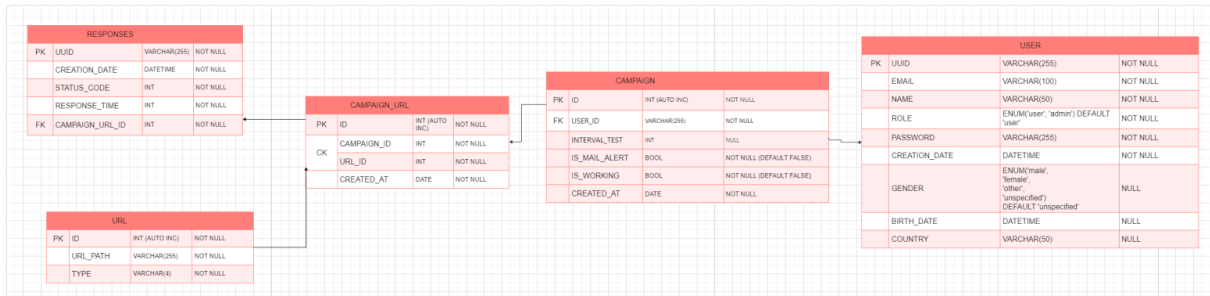 RESPONSES
PK UUID VARCHAR(255) NOT NULL
CREATION_DATE DATETIME NOT NULL
STATUS_CODE INT NOT NULL
RESPONSE_TIME INT NOT NULL
FK CAMPAIGN_URL_ID INT NOT NULL
CAMPAIGN_URL
PK ID INT (AUTO INC) NOT NULL
CK CAMPAIGN_ID INT NOT NULL
URL_ID INT NOT NULL
CREATED_AT DATE NOT NULL
URL
PK ID INT (AUTO INC) NOT NULL
URL_PATH VARCHAR(255) NOT NULL
TYPE VARCHAR(4) NOT NULL
CAMPAIGN
PK ID INT (AUTO INC) NOT NULL
FK USER_ID VARCHAR(255) NOT NULL
INTERVAL_TEST INT NULL
IS_MAIL_ALERT BOOL NOT NULL (DEFAULT FALSE)
IS_WORKING BOOL NOT NULL (DEFAULT FALSE)
CREATED_AT DATE NOT NULL
USER
PK UUID VARCHAR(255) NOT NULL
EMAIL VARCHAR(100) NOT NULL
NAME VARCHAR(50) NOT NULL
ROLE ENUM('user', 'admin') DEFAULT 'user' NOT NULL
PASSWORD VARCHAR(255) NOT NULL
CREATION_DATE DATETIME NOT NULL
GENDER ENUM('male',
'female',
'other',
'unspecified')
DEFAULT 'unspecified' NULL
BIRTH_DATE DATETIME NULL
COUNTRY VARCHAR(50) NULL